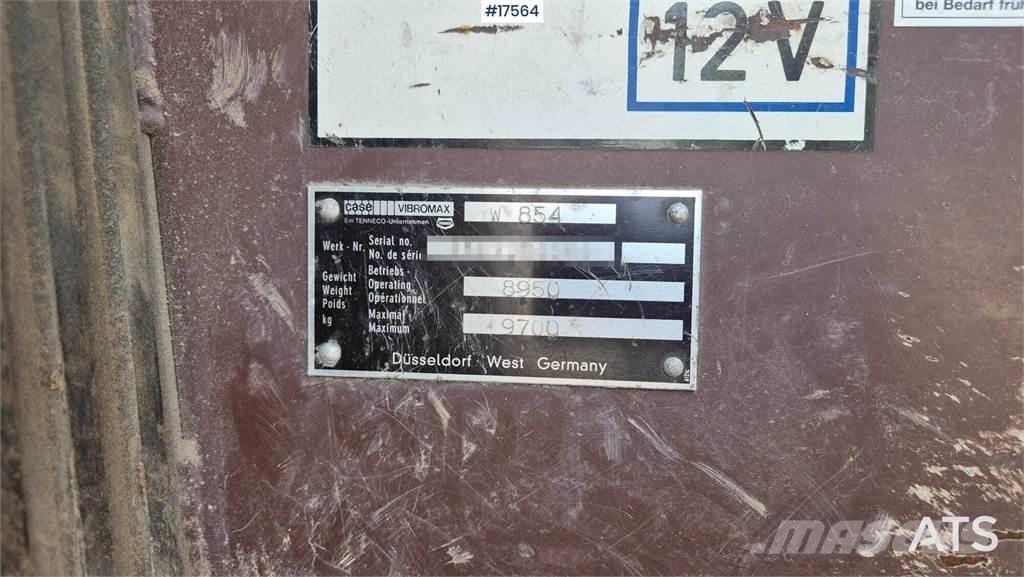 #17564
12V
bei Bedarf früh
case VIBROMAX
Ein TENNECO-Unternehmen
W 854
Werk - Nr. Serial no.
No. de série
Gewicht Betriebs -
Weight Operating 8950
Poids Opérationnel
kg Maximal - 9700
Maximum
Düsseldorf · West Germany
MASCUS
ATS